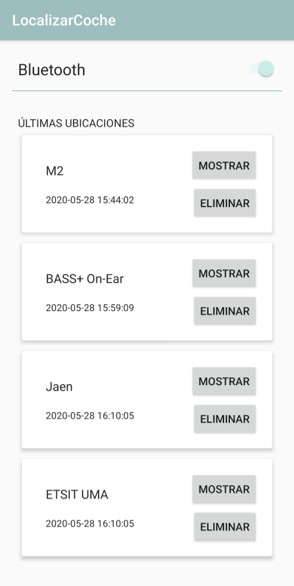 LocalizarCoche
Bluetooth
ÚLTIMAS UBICACIONES
M2
MOSTRAR
2020-05-28 15:44:02
ELIMINAR
BASS+ On-Ear
MOSTRAR
2020-05-28 15:59:09
ELIMINAR
Jaen
MOSTRAR
2020-05-28 16:10:05
ELIMINAR
ETSIT UMA
MOSTRAR
2020-05-28 16:10:05
ELIMINAR